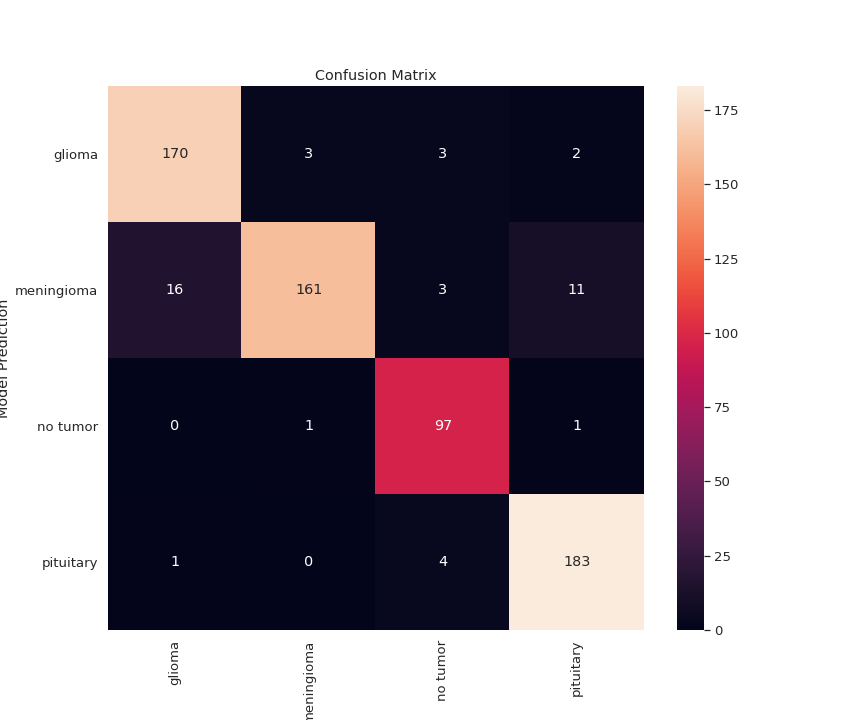 Confusion Matrix
glioma 170 3 3 2
meningioma 16 161 3 11
no tumor 0 1 97 1
pituitary 1 0 4 183
Model Prediction
glioma meningioma no tumor pituitary
175
150
125
100
75
50
25
0